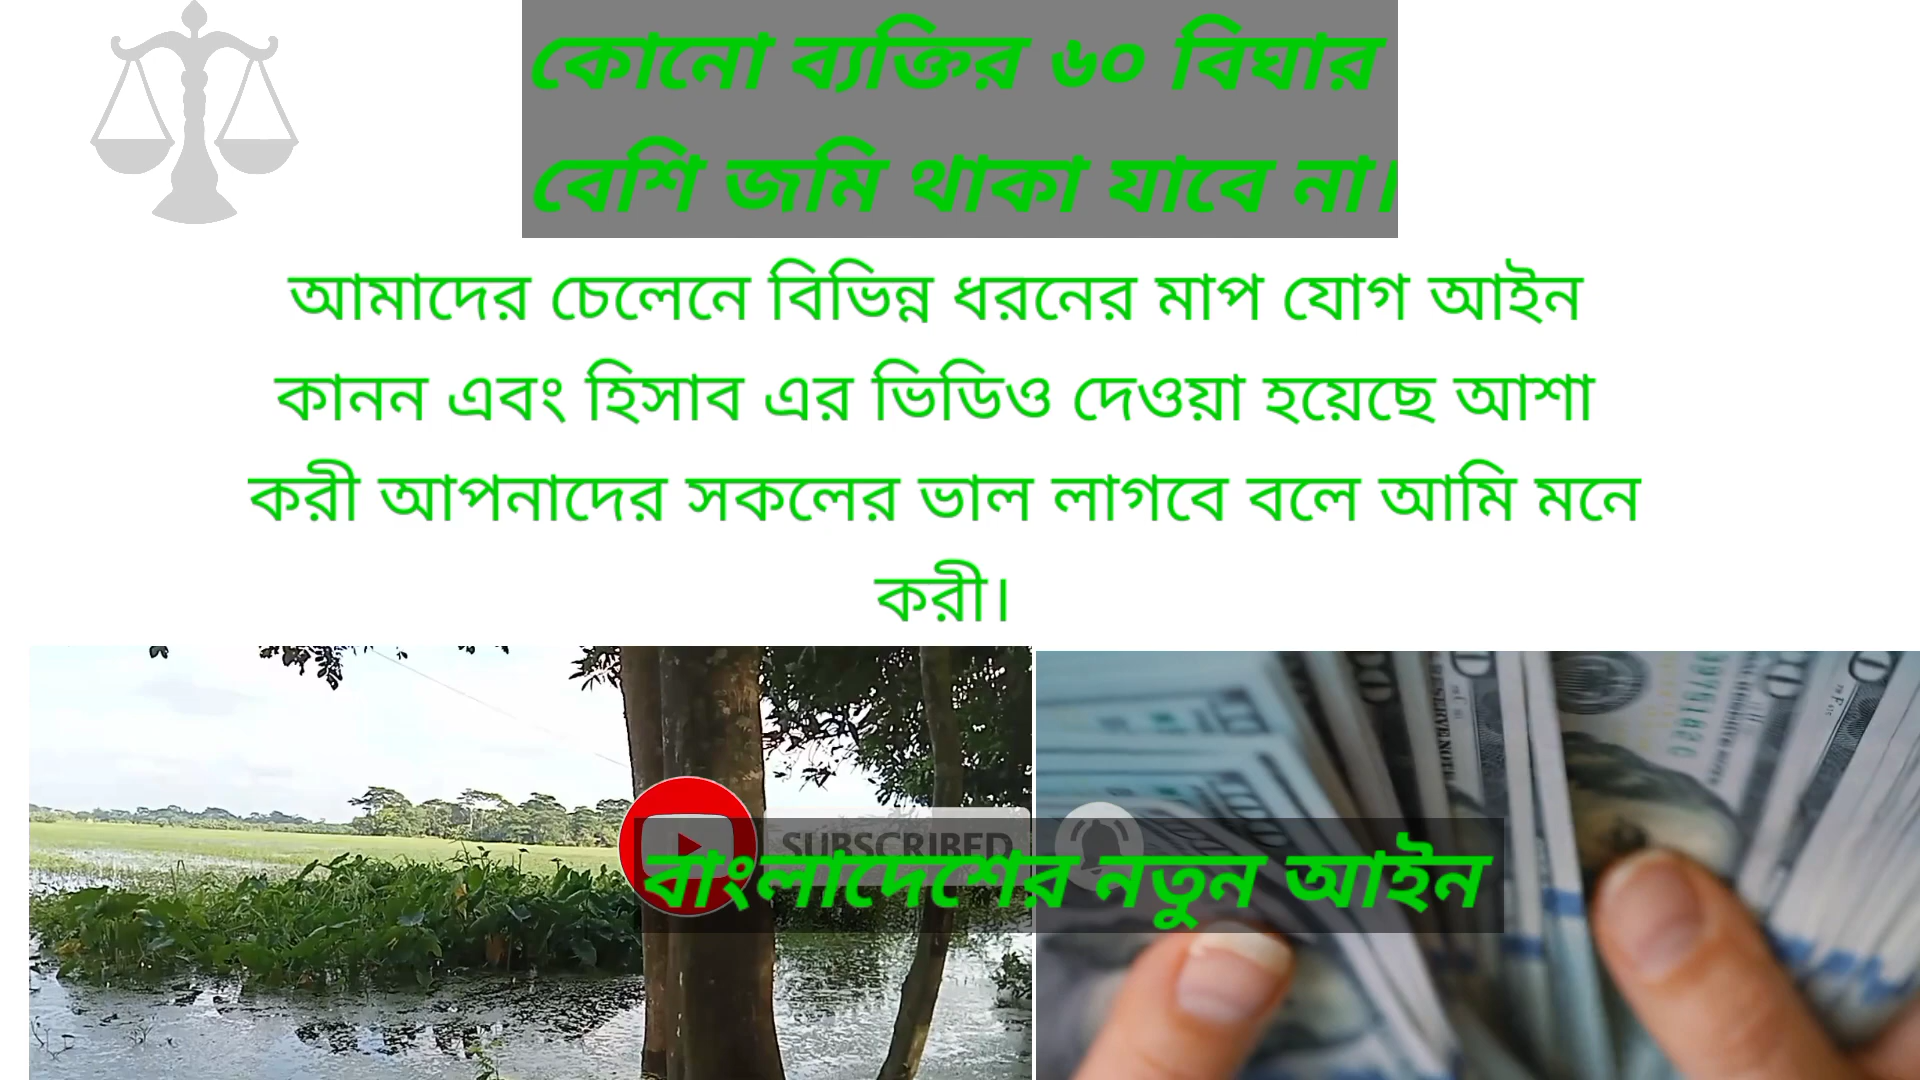 কোনো ব্যক্তির ৬০ বিঘার
বেশি জমি থাকা যাবে না।
আমাদের চেলেনে বিভিন্ন ধরনের মাপ যোগ আইন
কানন এবং হিসাব এর ভিডিও দেওয়া হয়েছে আশা
করী আপনাদের সকলের ভাল লাগবে বলে আমি মনে
করী।
SUBSCRIBED
বাংলাদেশের নতুন আইন